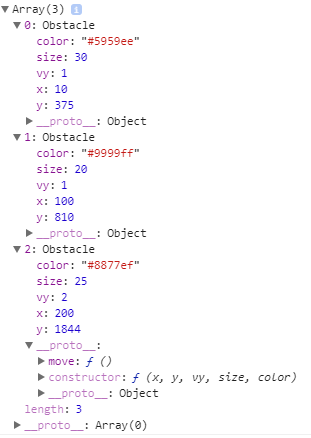 ▼ Array(3) i
▼ 0: Obstacle
color: "#5959ee"
size: 30
vy: 1
x: 10
y: 375
▶ __proto__: Object
▼ 1: Obstacle
color: "#9999ff"
size: 20
vy: 1
x: 100
y: 810
▶ __proto__: Object
▼ 2: Obstacle
color: "#8877ef"
size: 25
vy: 2
x: 200
y: 1844
▼ __proto__:
▶ move: ƒ ()
▶ constructor: ƒ (x, y, vy, size, color)
▶ __proto__: Object
length: 3
▶ __proto__: Array(0)